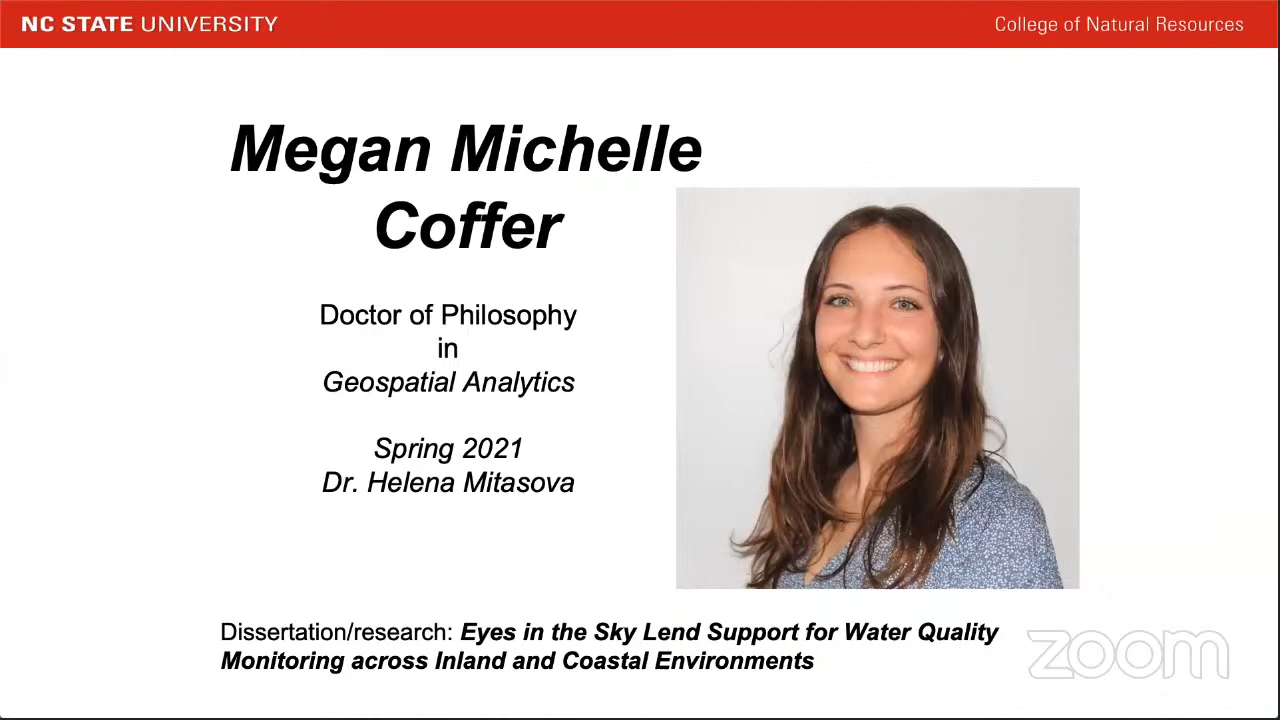 NC STATE UNIVERSITY
College of Natural Resources
Megan Michelle
Coffer
Doctor of Philosophy
in
Geospatial Analytics
Spring 2021
Dr. Helena Mitasova
Dissertation/research: Eyes in the Sky Lend Support for Water Quality
Monitoring across Inland and Coastal Environments
zoom